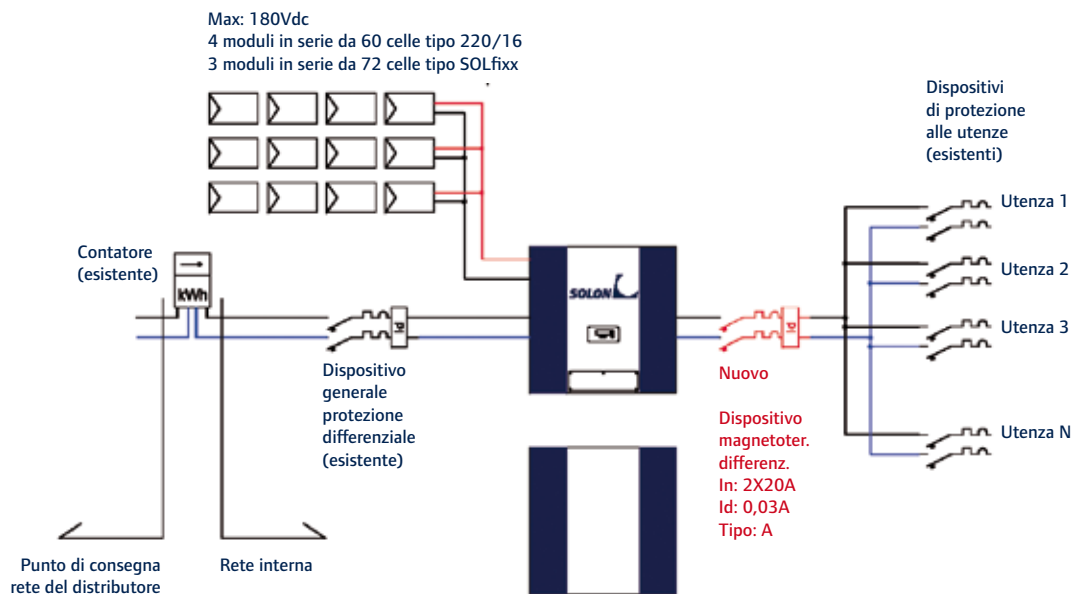 Max: 180Vdc
4 moduli in serie da 60 celle tipo 220/16
3 moduli in serie da 72 celle tipo SOLfixx
Dispositivi
di protezione
alle utenze
(esistenti)
Utenza 1
Contatore
(esistente)
kWh
Utenza 2
SOLON
Id
Id
Utenza 3
Dispositivo
generale
protezione
differenziale
(esistente)
Nuovo
Dispositivo
magnetoter.
differenz.
In: 2X20A
Id: 0,03A
Tipo: A
Utenza N
Punto di consegna
rete del distributore
Rete interna